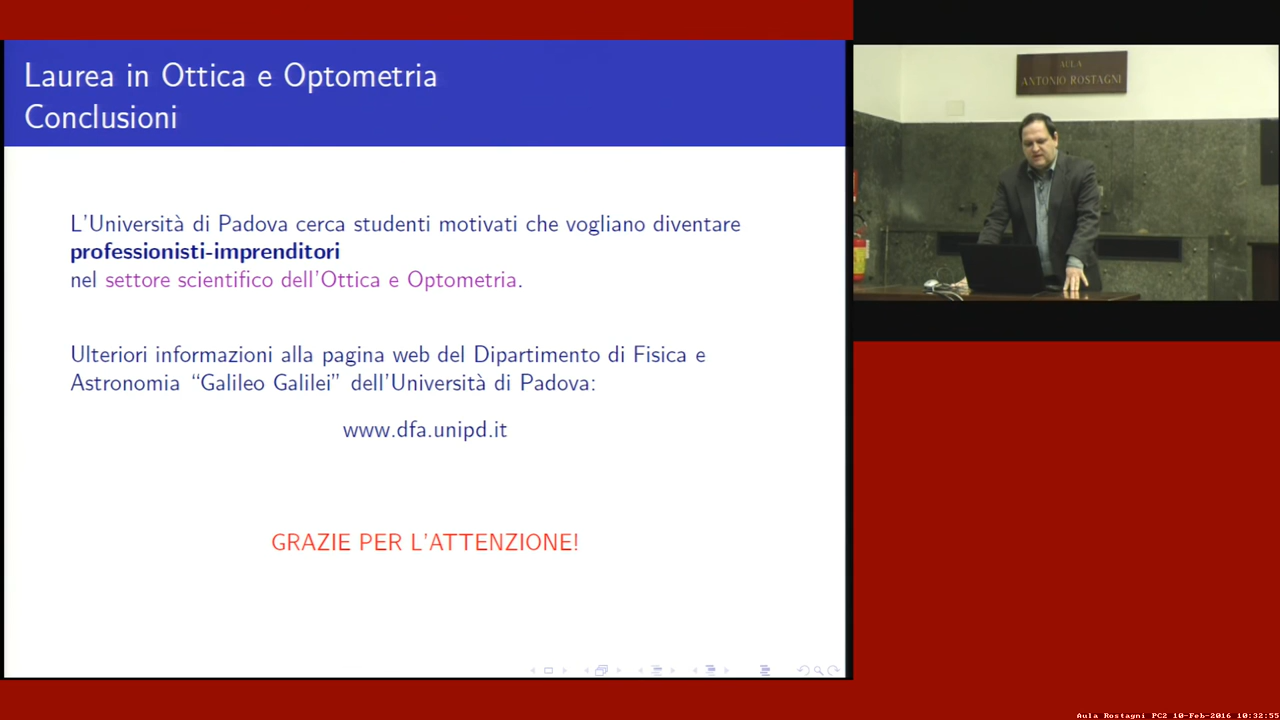 Laurea in Ottica e Optometria
Conclusioni
L'Università di Padova cerca studenti motivati che vogliano diventare
professionisti-imprenditori
nel settore scientifico dell'Ottica e Optometria.
Ulteriori informazioni alla pagina web del Dipartimento di Fisica e
Astronomia “Galileo Galilei” dell'Università di Padova:
www.dfa.unipd.it
GRAZIE PER L'ATTENZIONE!
AULA
ANTONIO ROSTAGNI
Aula Rostagni PC2 10-Feb-2016 10:32:55